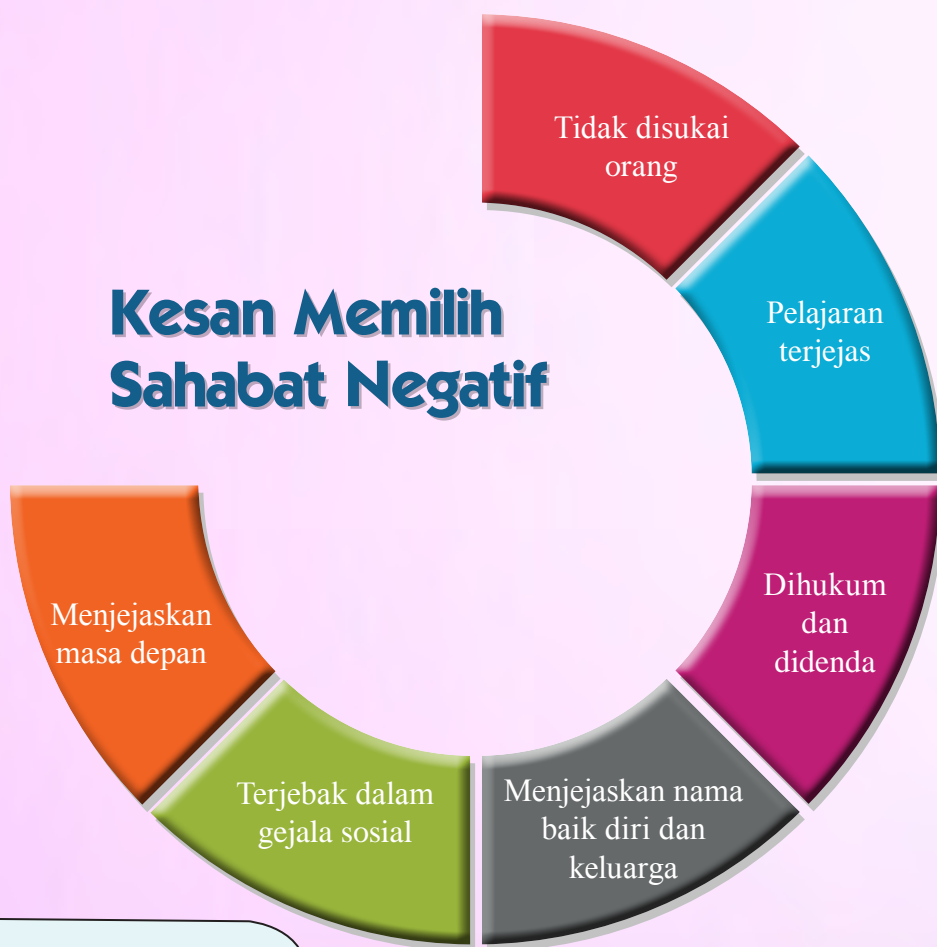 Kesan Memilih
Sahabat Negatif
Tidak disukai
orang
Pelajaran
terjejas
Dihukum
dan
didenda
Menjejaskan nama
baik diri dan
keluarga
Terjebak dalam
gejala sosial
Menjejaskan
masa depan